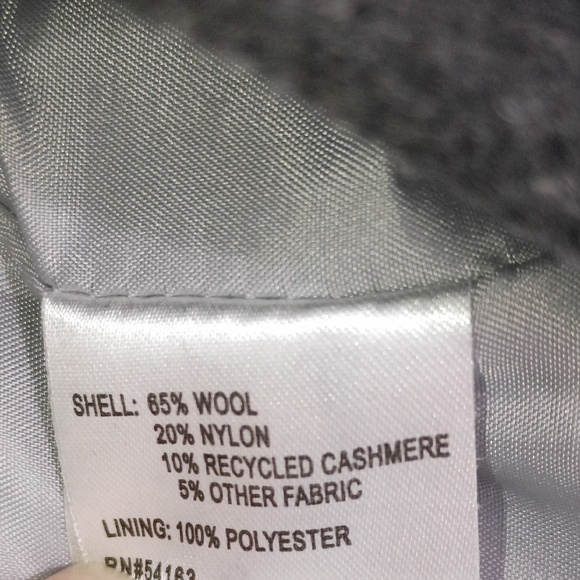 SHELL: 65% WOOL
20% NYLON
10% RECYCLED CASHMERE
5% OTHER FABRIC
LINING: 100% POLYESTER
RN#54163